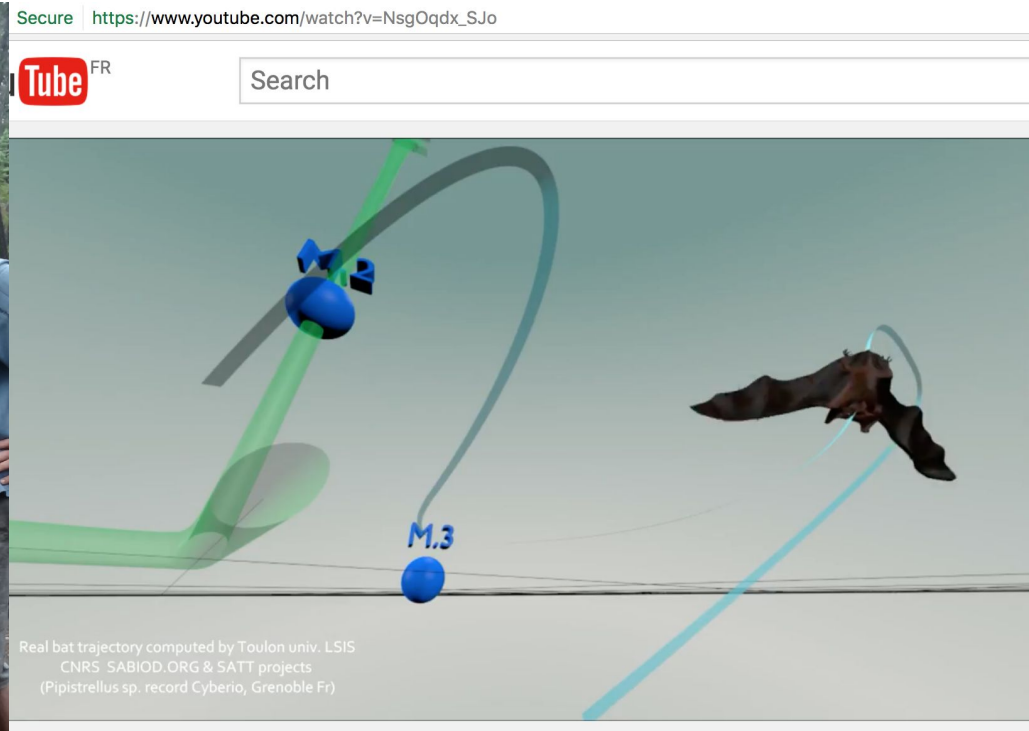 Secure https://www.youtube.com/watch?v=NsgOqdx_SJo
Tube FR
Search
2
M.3
Real bat trajectory computed by Toulon univ. LSIS
CNRS SABIOD.ORG & SATT projects
(Pipistrellus sp. record Cyberio, Grenoble Fr)